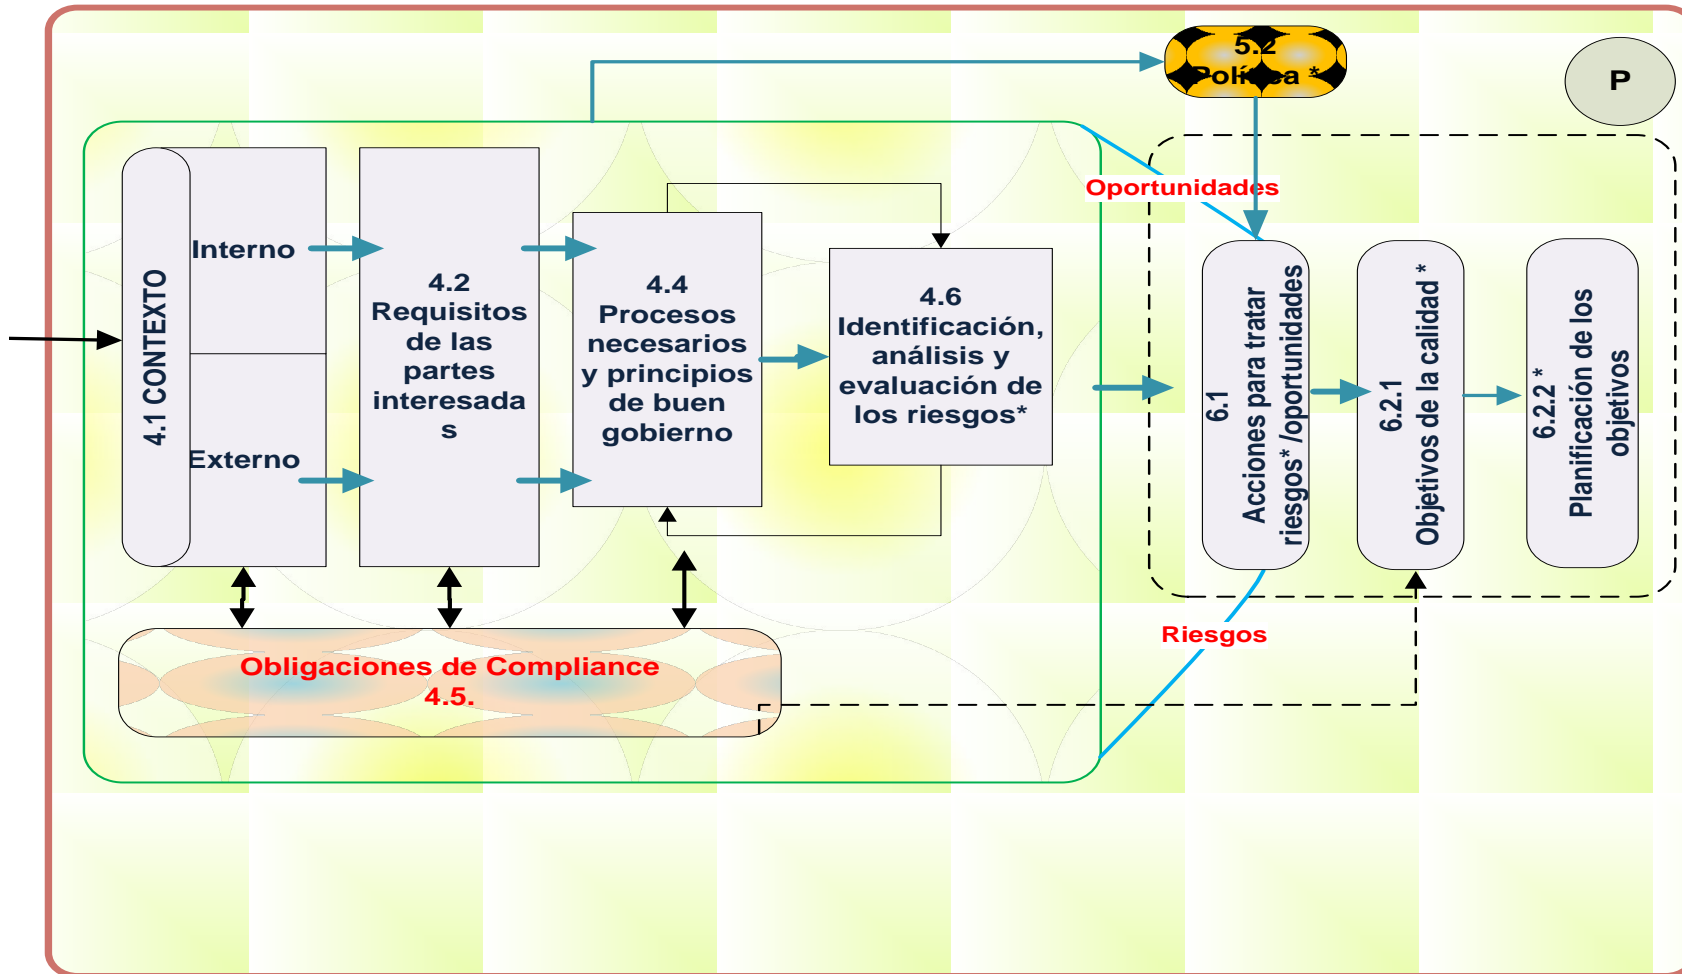 5.2
Política *
P
4.1 CONTEXTO
Interno
Externo
4.2
Requisitos
de las
partes
interesada
s
4.4
Procesos
necesarios
y principios
de buen
gobierno
4.6
Identificación,
análisis y
evaluación de
los riesgos*
Oportunidades
6.1
Acciones para tratar
riesgos* /oportunidades
6.2.1
Objetivos de la calidad *
6.2.2 *
Planificación de los
objetivos
Riesgos
Obligaciones de Compliance
4.5.